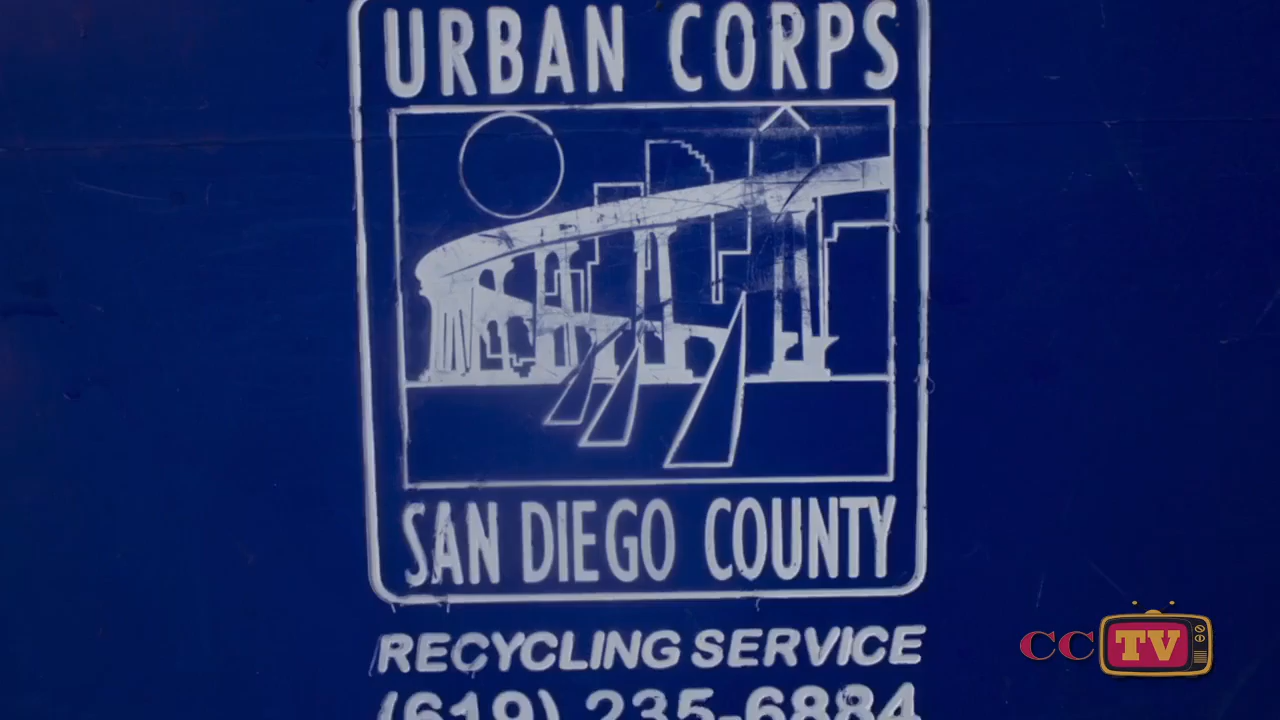 URBAN CORPS
SAN DIEGO COUNTY
RECYCLING SERVICE
(619) 235-6884
CC TV